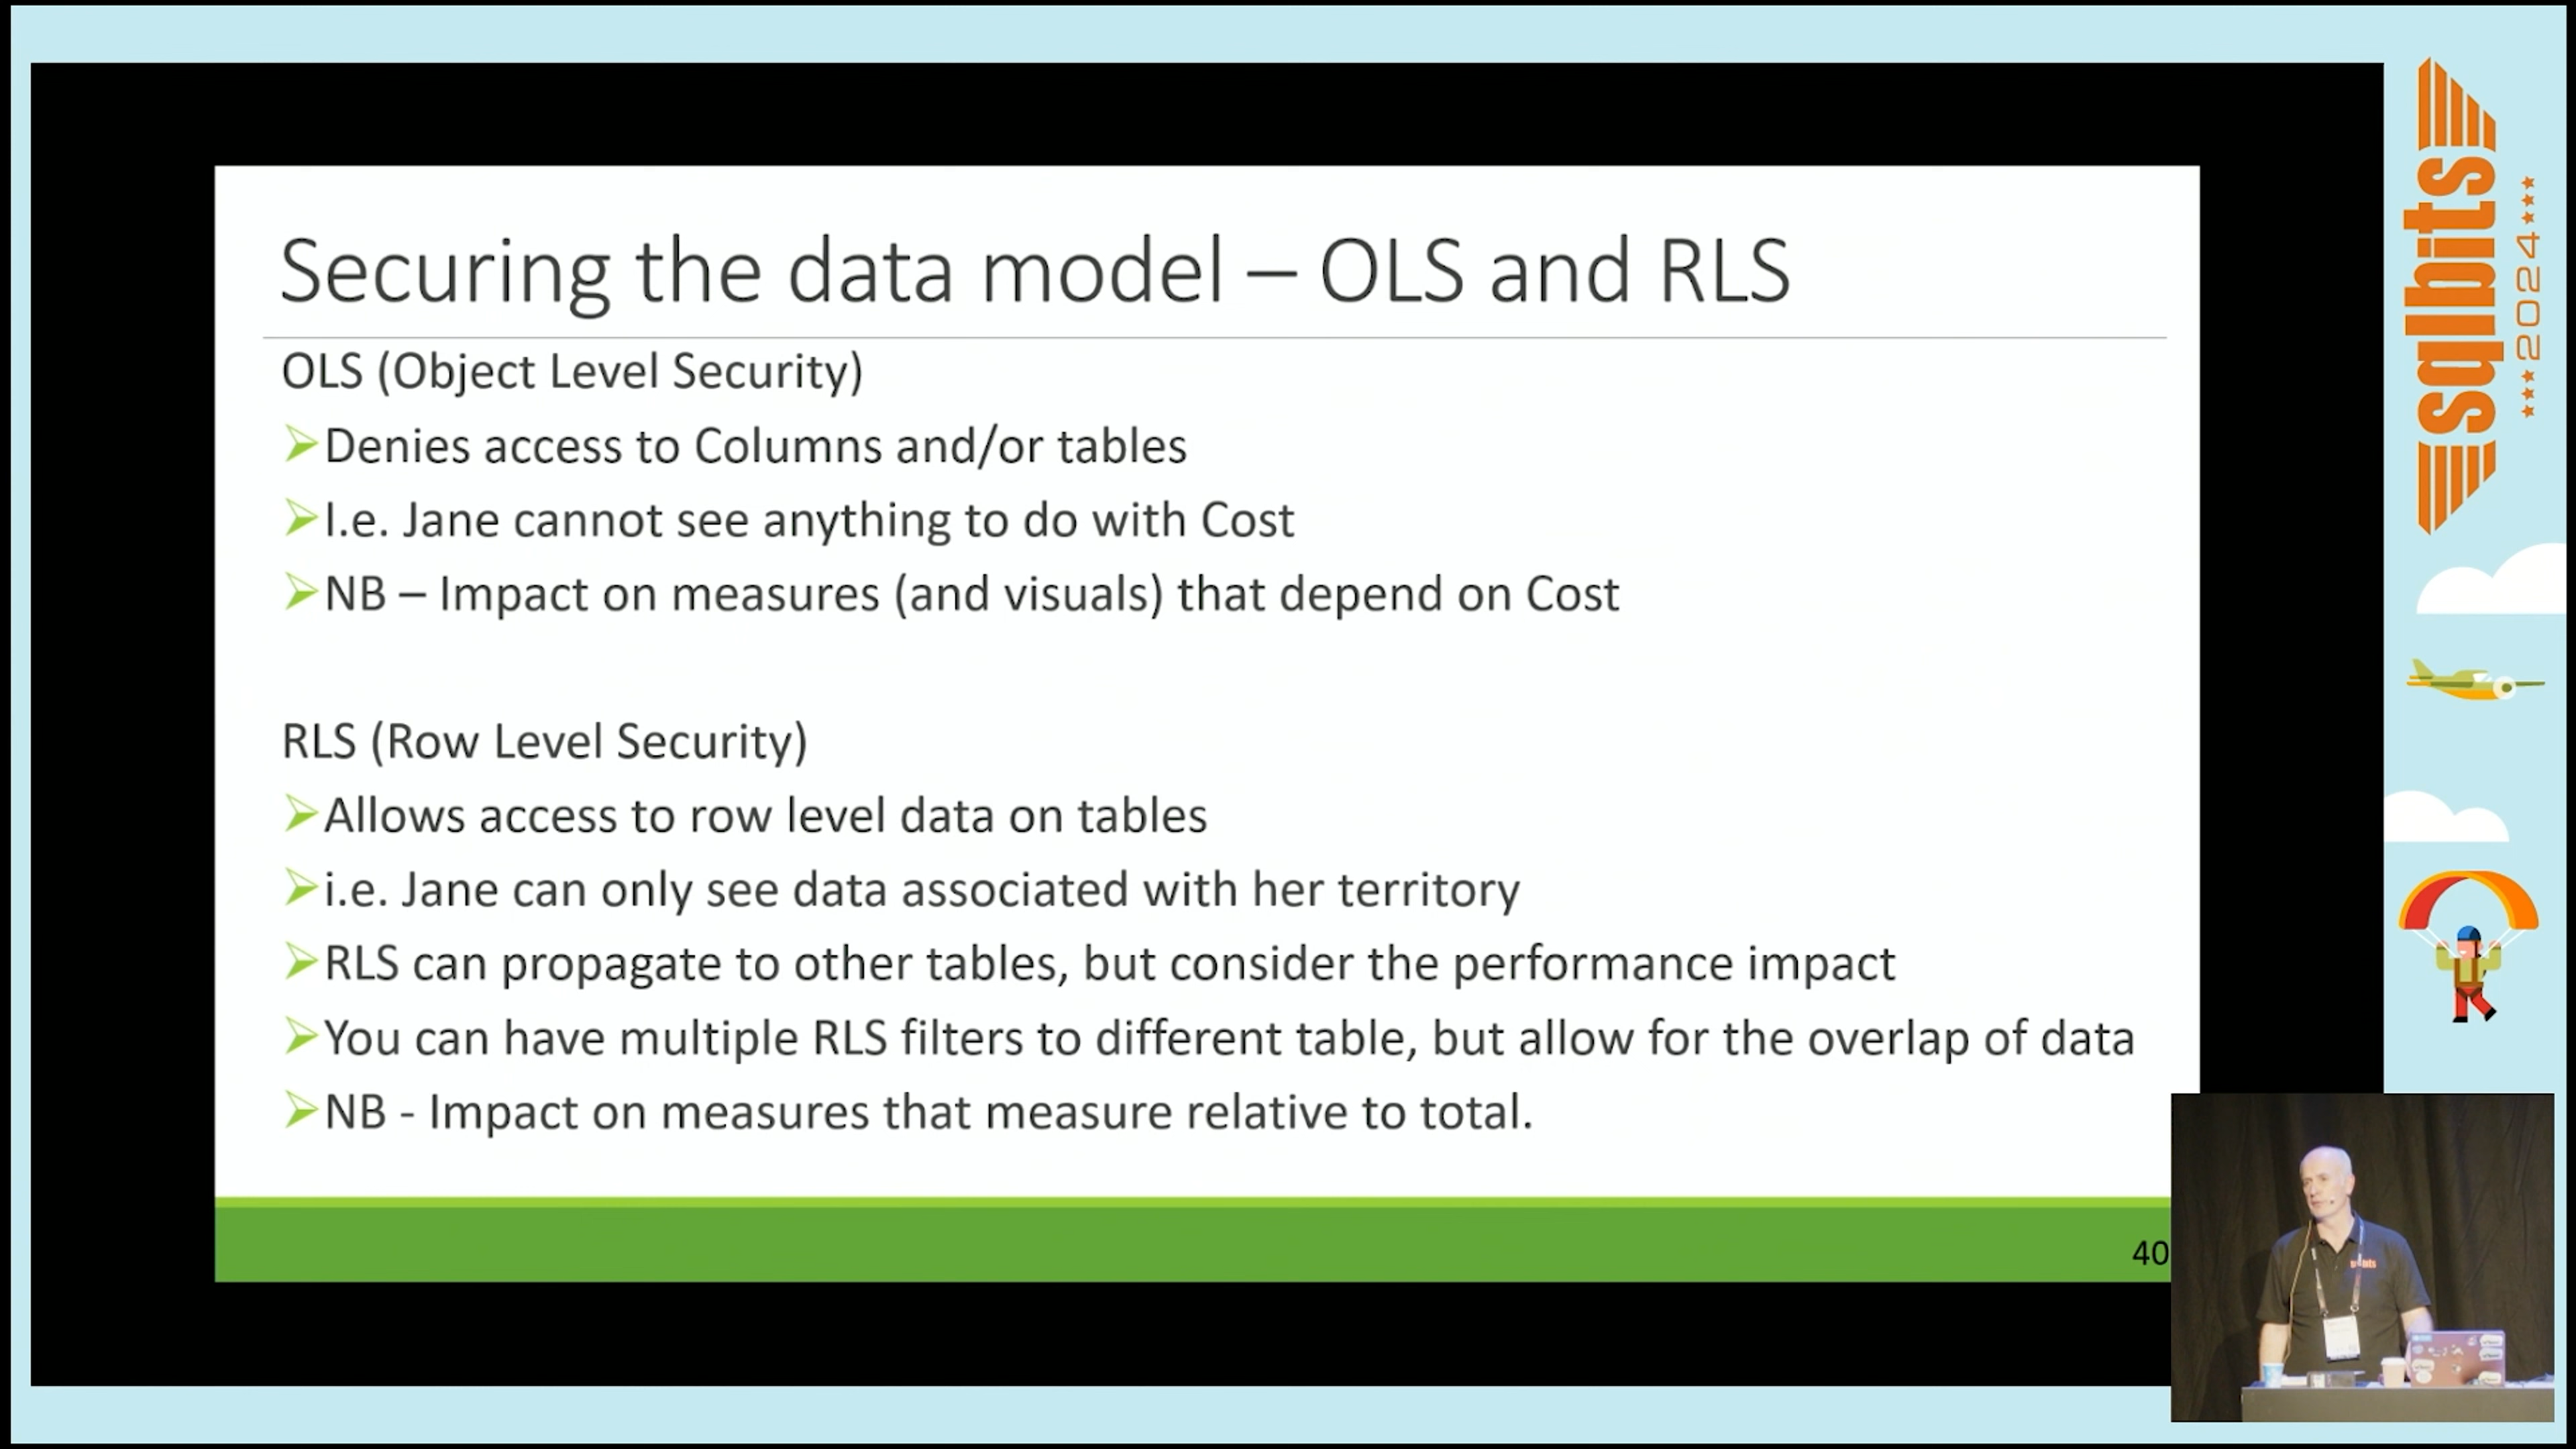 Securing the data model – OLS and RLS
OLS (Object Level Security)
Denies access to Columns and/or tables
I.e. Jane cannot see anything to do with Cost
NB – Impact on measures (and visuals) that depend on Cost
RLS (Row Level Security)
Allows access to row level data on tables
i.e. Jane can only see data associated with her territory
RLS can propagate to other tables, but consider the performance impact
You can have multiple RLS filters to different table, but allow for the overlap of data
NB - Impact on measures that measure relative to total.
40
sqlbits
2024